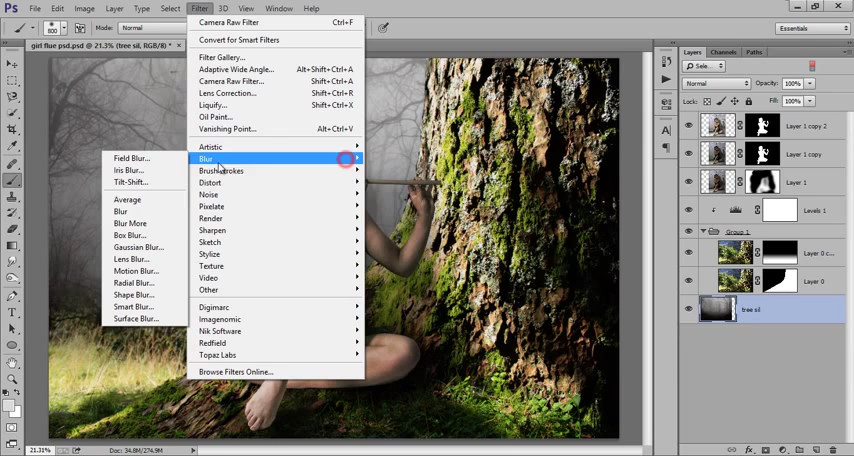 Ps File Edit Image Layer Type Select Filter 3D View Window Help
800 Mode: Normal Essentials
girl flue psd.psd @ 21.3% (tree sil, RGB/8) * ×
Camera Raw Filter Ctrl+F
Convert for Smart Filters
Filter Gallery...
Adaptive Wide Angle... Alt+Shift+Ctrl+A
Camera Raw Filter... Shift+Ctrl+A
Lens Correction... Shift+Ctrl+R
Liquify... Shift+Ctrl+X
Oil Paint...
Vanishing Point... Alt+Ctrl+V
Artistic
Blur
Brush Strokes
Distort
Noise
Pixelate
Render
Sharpen
Sketch
Stylize
Texture
Video
Other
Digimarc
Imagenomic
Nik Software
Redfield
Topaz Labs
Browse Filters Online...
Field Blur...
Iris Blur...
Tilt-Shift...
Average
Blur
Blur More
Box Blur...
Gaussian Blur...
Lens Blur...
Motion Blur...
Radial Blur...
Shape Blur...
Smart Blur...
Surface Blur...
Layers Channels Paths
Normal Opacity: 100%
Lock: Fill: 100%
Layer 1 copy 2
Layer 1 copy
Layer 1
Levels 1
Group 1
Layer 0 c...
Layer 0
tree sil
21.31% Doc: 34.8M/274.9M